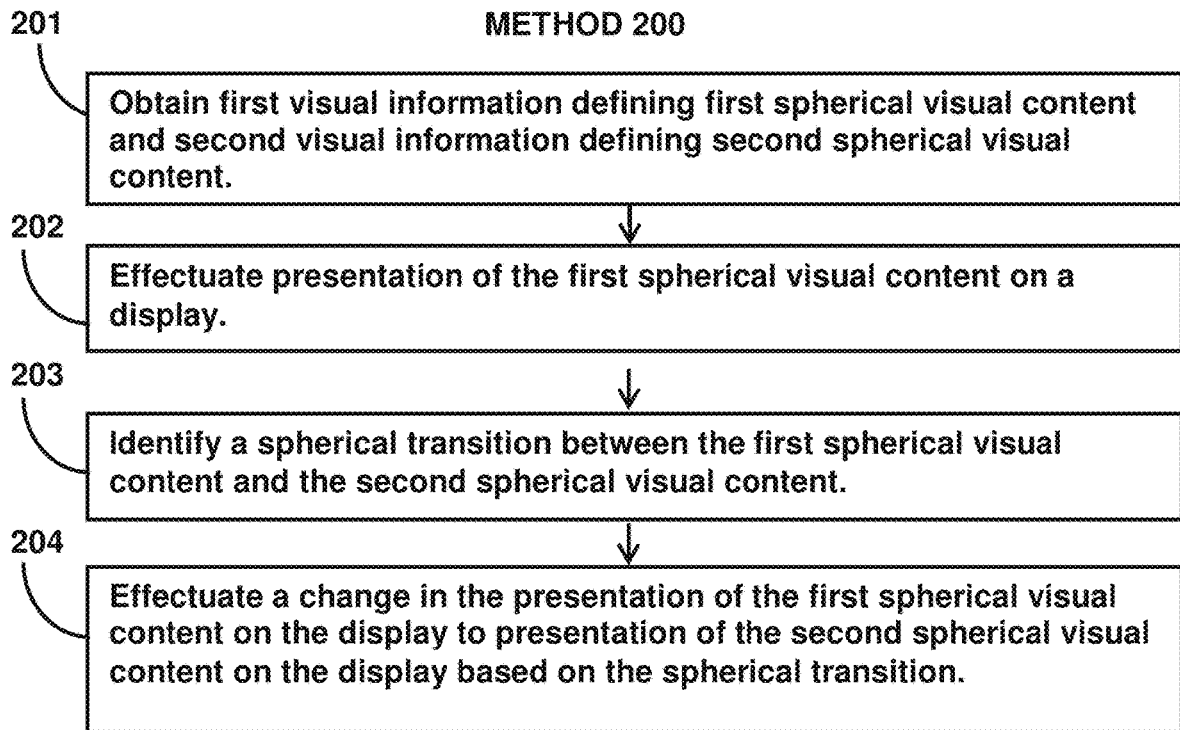 201
METHOD 200
Obtain first visual information defining first spherical visual content
and second visual information defining second spherical visual
content.
202
Effectuate presentation of the first spherical visual content on a
display.
203
Identify a spherical transition between the first spherical visual
content and the second spherical visual content.
204
Effectuate a change in the presentation of the first spherical visual
content on the display to presentation of the second spherical visual
content on the display based on the spherical transition.